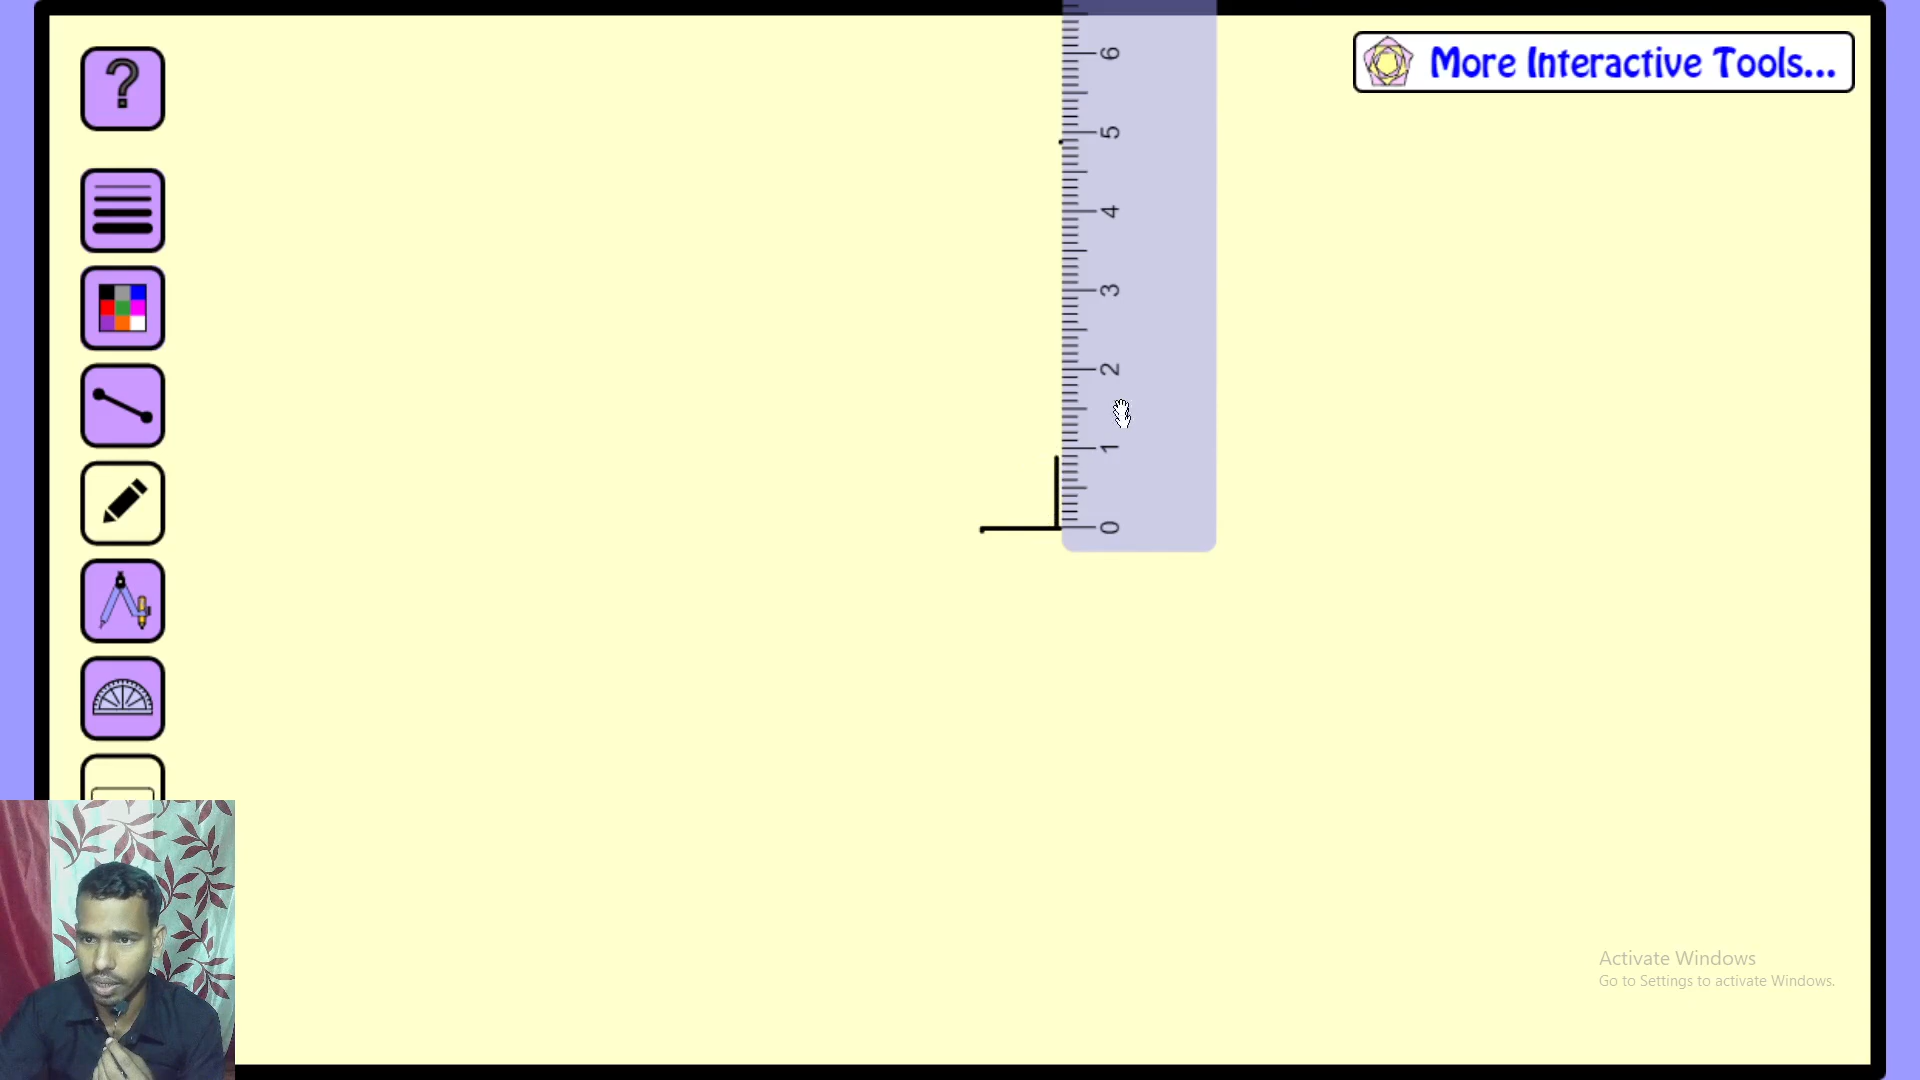 More Interactive Tools...
?
6
5
4
3
2
1
0
Activate Windows
Go to Settings to activate Windows.